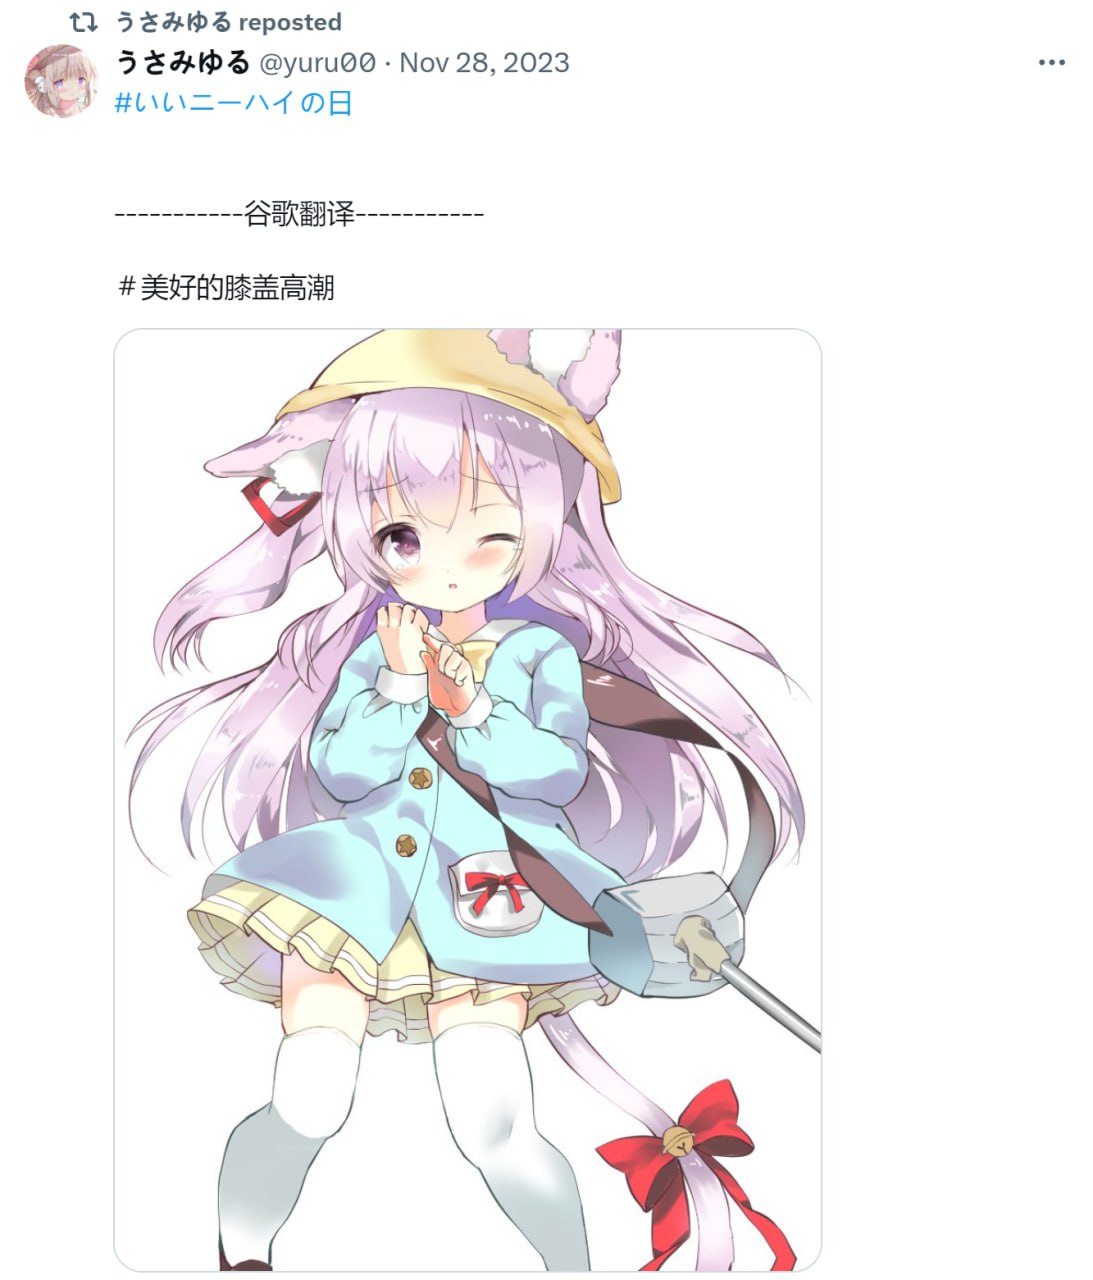 うさみゆる reposted
うさみゆる @yuru00 · Nov 28, 2023
#いいニーハイの日
-----------谷歌翻译-----------
＃美好的膝盖高潮